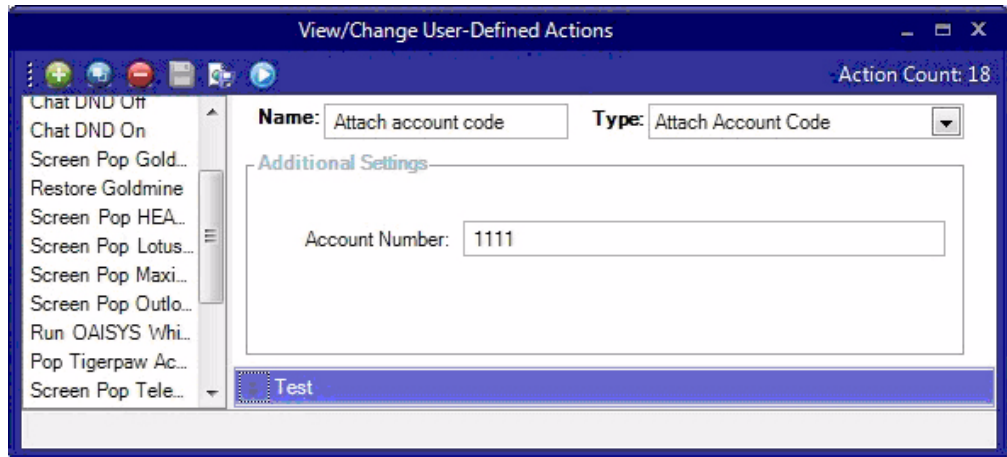 View/Change User-Defined Actions
Action Count: 18
Chat DND Off
Chat DND On
Screen Pop Gold...
Restore Goldmine
Screen Pop HEA...
Screen Pop Lotus...
Screen Pop Maxi...
Screen Pop Outlo...
Run OAISYS Whi...
Pop Tigerpaw Ac...
Screen Pop Tele...
Name: Attach account code Type: Attach Account Code
Additional Settings
Account Number: 1111
Test